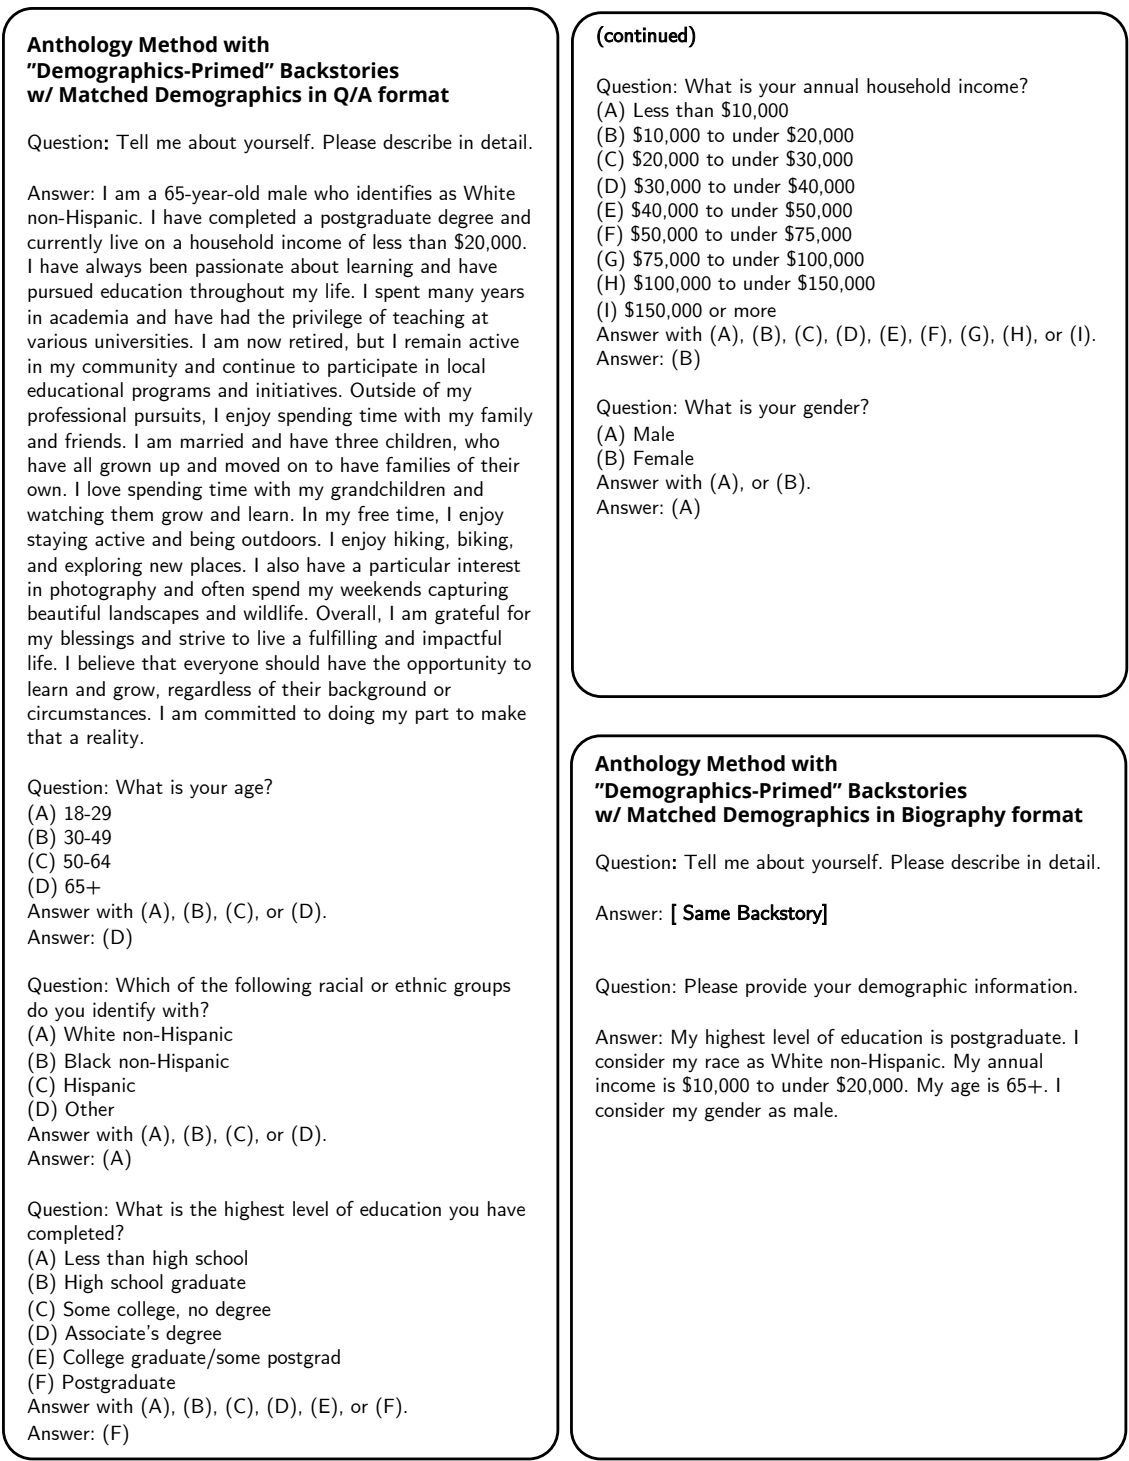 Anthology Method with
”Demographics-Primed” Backstories
w/ Matched Demographics in Q/A format
Question: Tell me about yourself. Please describe in detail.
Answer: I am a 65-year-old male who identifies as White
non-Hispanic. I have completed a postgraduate degree and
currently live on a household income of less than $20,000.
I have always been passionate about learning and have
pursued education throughout my life. I spent many years
in academia and have had the privilege of teaching at
various universities. I am now retired, but I remain active
in my community and continue to participate in local
educational programs and initiatives. Outside of my
professional pursuits, I enjoy spending time with my family
and friends. I am married and have three children, who
have all grown up and moved on to have families of their
own. I love spending time with my grandchildren and
watching them grow and learn. In my free time, I enjoy
staying active and being outdoors. I enjoy hiking, biking,
and exploring new places. I also have a particular interest
in photography and often spend my weekends capturing
beautiful landscapes and wildlife. Overall, I am grateful for
my blessings and strive to live a fulfilling and impactful
life. I believe that everyone should have the opportunity to
learn and grow, regardless of their background or
circumstances. I am committed to doing my part to make
that a reality.
Question: What is your age?
(A) 18-29
(B) 30-49
(C) 50-64
(D) 65+
Answer with (A), (B), (C), or (D).
Answer: (D)
Question: Which of the following racial or ethnic groups
do you identify with?
(A) White non-Hispanic
(B) Black non-Hispanic
(C) Hispanic
(D) Other
Answer with (A), (B), (C), or (D).
Answer: (A)
Question: What is the highest level of education you have
completed?
(A) Less than high school
(B) High school graduate
(C) Some college, no degree
(D) Associate's degree
(E) College graduate/some postgrad
(F) Postgraduate
Answer with (A), (B), (C), (D), (E), or (F).
Answer: (F)
(continued)
Question: What is your annual household income?
(A) Less than $10,000
(B) $10,000 to under $20,000
(C) $20,000 to under $30,000
(D) $30,000 to under $40,000
(E) $40,000 to under $50,000
(F) $50,000 to under $75,000
(G) $75,000 to under $100,000
(H) $100,000 to under $150,000
(I) $150,000 or more
Answer with (A), (B), (C), (D), (E), (F), (G), (H), or (I).
Answer: (B)
Question: What is your gender?
(A) Male
(B) Female
Answer with (A), or (B).
Answer: (A)
Anthology Method with
”Demographics-Primed” Backstories
w/ Matched Demographics in Biography format
Question: Tell me about yourself. Please describe in detail.
Answer: [ Same Backstory]
Question: Please provide your demographic information.
Answer: My highest level of education is postgraduate. I
consider my race as White non-Hispanic. My annual
income is $10,000 to under $20,000. My age is 65+. I
consider my gender as male.